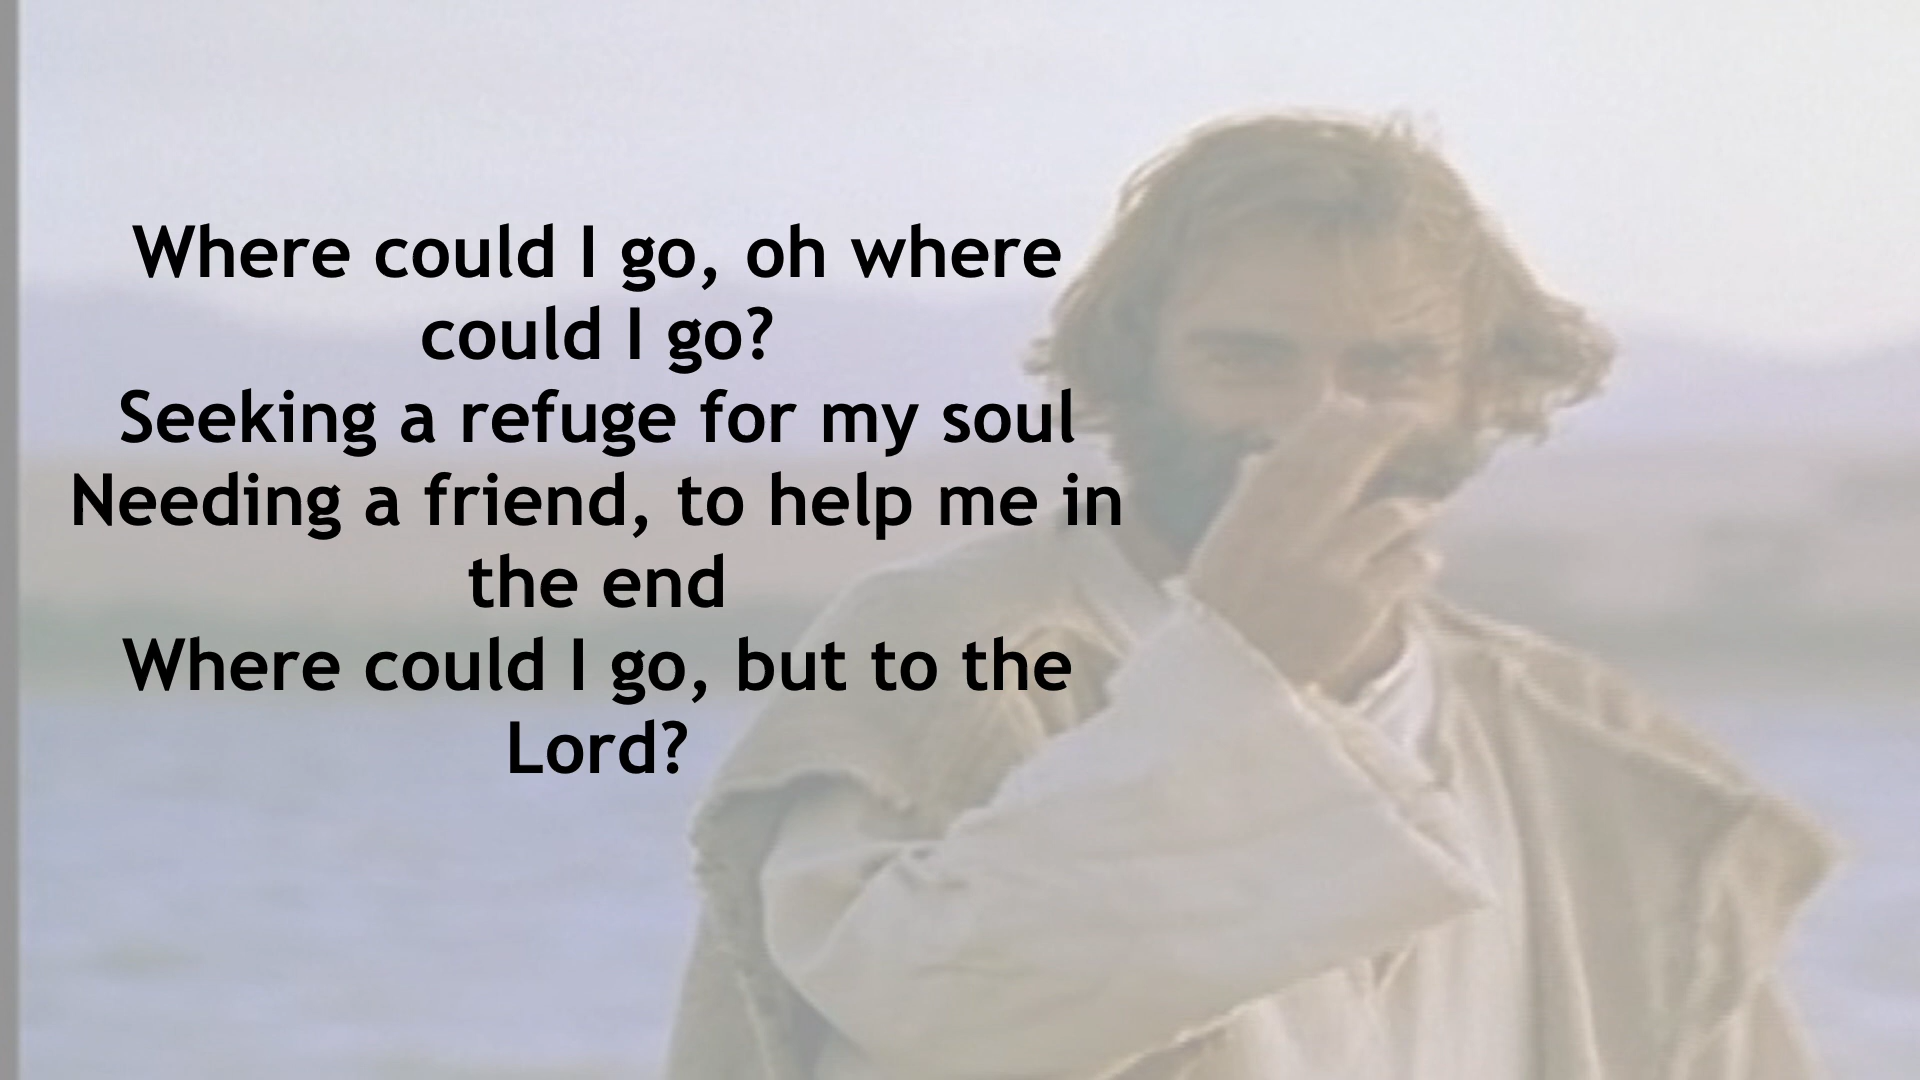 Where could I go, oh where
could I go?
Seeking a refuge for my soul
Needing a friend, to help me in
the end
Where could I go, but to the
Lord?